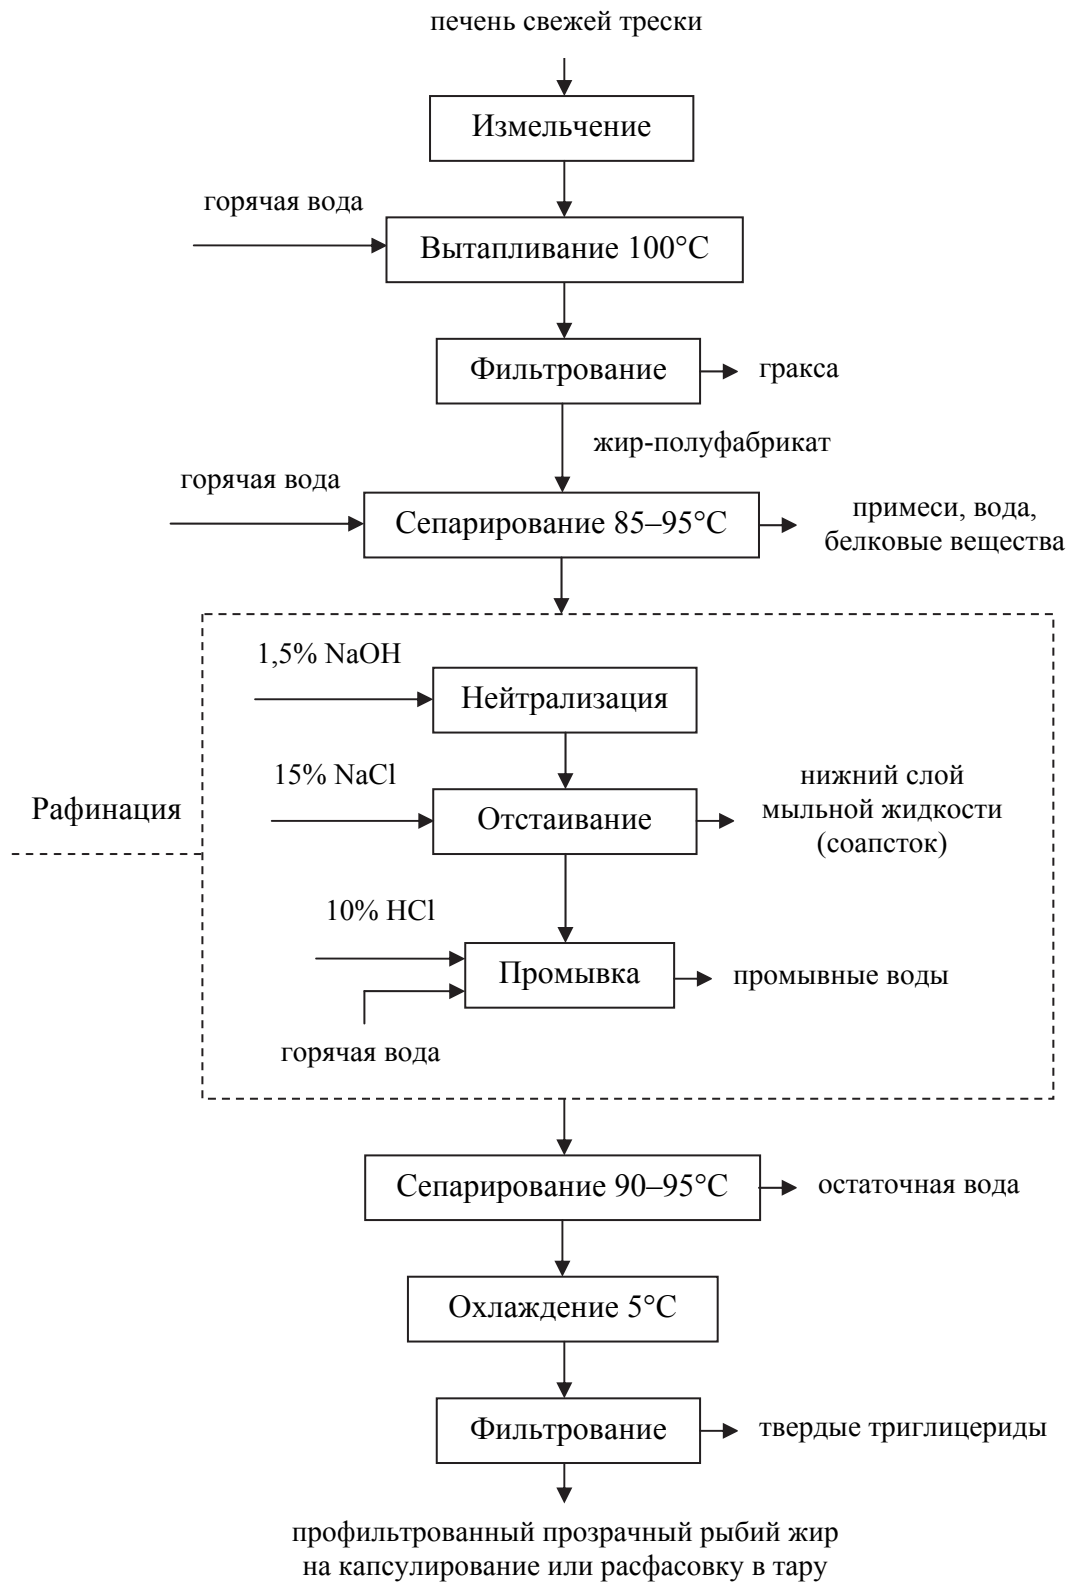 печень свежей трески
Измельчение
горячая вода
Вытапливание 100°С
Фильтрование
гракса
жир-полуфабрикат
горячая вода
Сепарирование 85–95°С
примеси, вода,
белковые вещества
1,5% NaOH
Нейтрализация
15% NaCl
Рафинация
Отстаивание
нижний слой
мыльной жидкости
(соапсток)
10% HCl
Промывка
промывные воды
горячая вода
Сепарирование 90–95°С
остаточная вода
Охлаждение 5°С
Фильтрование
твердые триглицериды
профильтрованный прозрачный рыбий жир
на капсулирование или расфасовку в тару